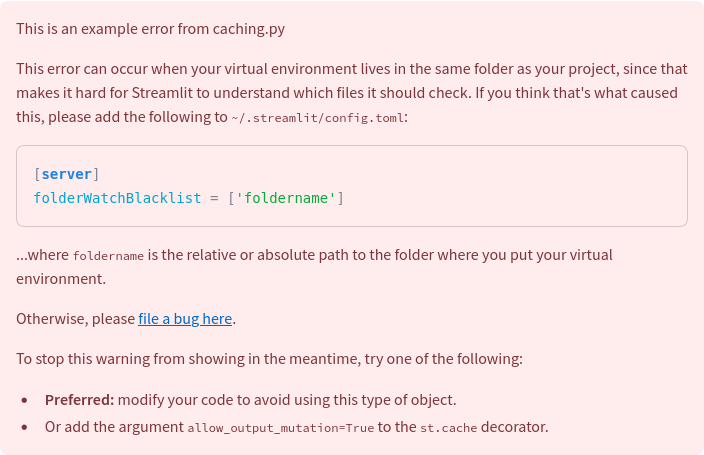 This is an example error from caching.py
This error can occur when your virtual environment lives in the same folder as your project, since that
makes it hard for Streamlit to understand which files it should check. If you think that's what caused
this, please add the following to ~/.streamlit/config.toml:
[server]
folderWatchBlacklist = ['foldername']
...where foldername is the relative or absolute path to the folder where you put your virtual
environment.
Otherwise, please file a bug here.
To stop this warning from showing in the meantime, try one of the following:
• Preferred: modify your code to avoid using this type of object.
• Or add the argument allow_output_mutation=True to the st.cache decorator.